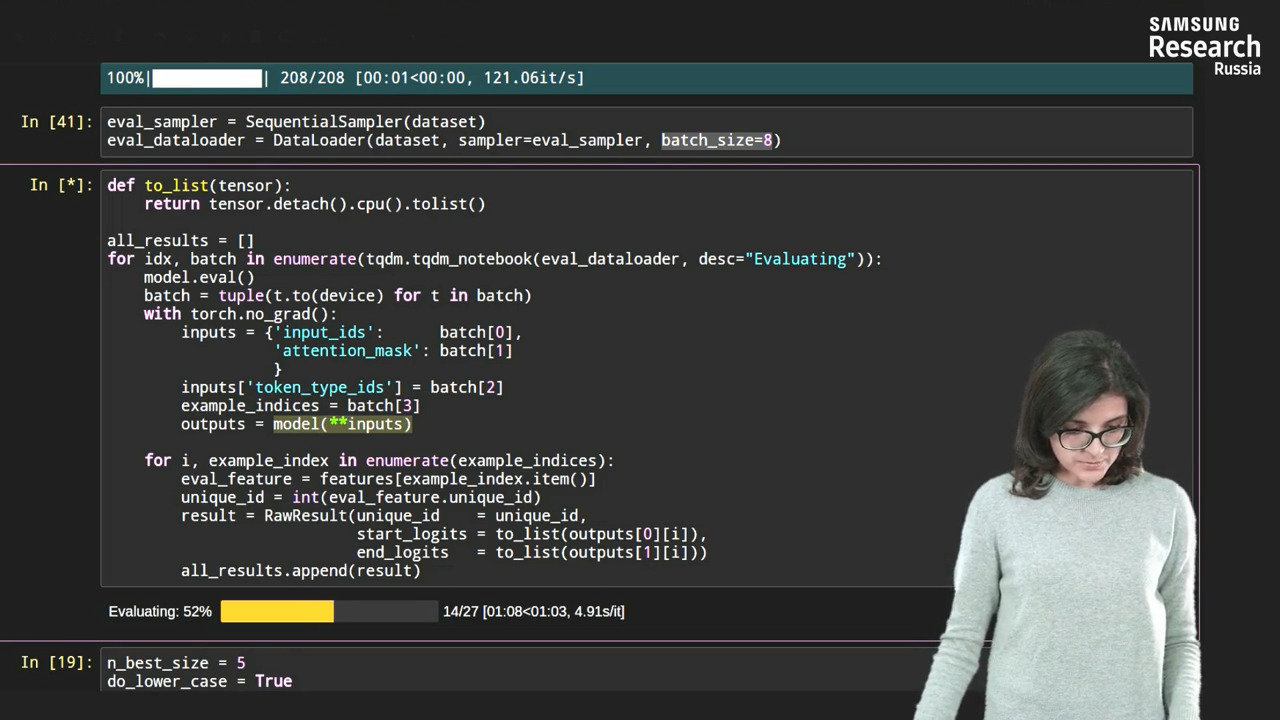 SAMSUNG
Research
Russia
100%| | 208/208 [00:01<00:00, 121.06it/s]
In [41]:
eval_sampler = SequentialSampler(dataset)
eval_dataloader = DataLoader(dataset, sampler=eval_sampler, batch_size=8)
In [*]:
def to_list(tensor):
    return tensor.detach().cpu().tolist()
all_results = []
for idx, batch in enumerate(tqdm.tqdm_notebook(eval_dataloader, desc="Evaluating")):
    model.eval()
    batch = tuple(t.to(device) for t in batch)
    with torch.no_grad():
        inputs = {'input_ids':      batch[0],
                  'attention_mask': batch[1]
                  }
        inputs['token_type_ids'] = batch[2]
        example_indices = batch[3]
        outputs = model(**inputs)
    for i, example_index in enumerate(example_indices):
        eval_feature = features[example_index.item()]
        unique_id = int(eval_feature.unique_id)
        result = RawResult(unique_id    = unique_id,
                           start_logits = to_list(outputs[0][i]),
                           end_logits   = to_list(outputs[1][i]))
        all_results.append(result)
Evaluating: 52% 14/27 [01:08<01:03, 4.91s/it]
In [19]:
n_best_size = 5
do_lower_case = True